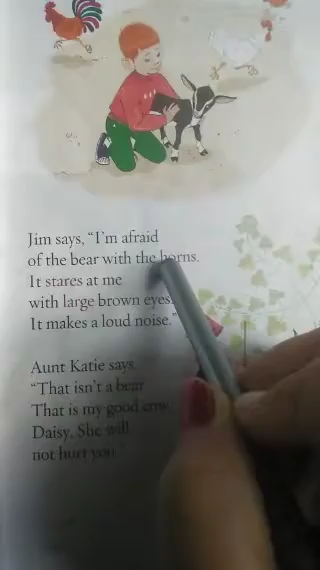 Jim says, "I'm afraid
of the bear with the horns.
It stares at me
with large brown eyes.
It makes a loud noise."
Aunt Katie says,
"That isn't a bear
That is my good cow
Daisy. She will
not hurt you